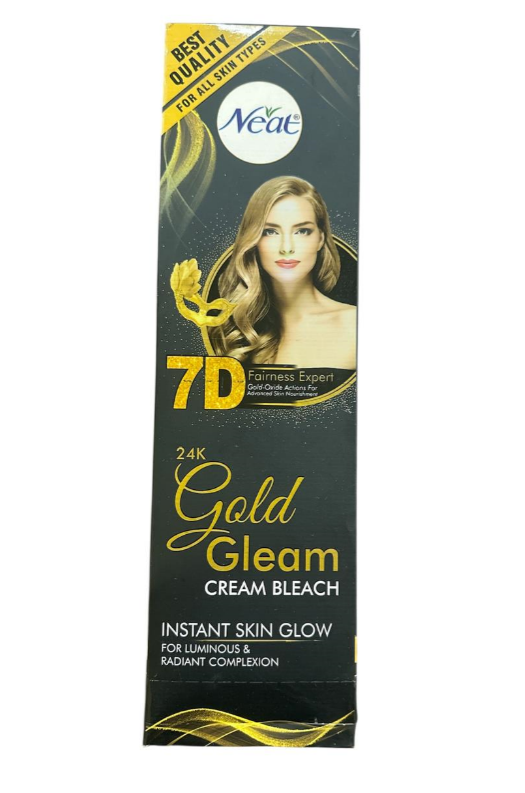 BEST
QUALITY
FOR ALL SKIN TYPES
Neat®
7D
Fairness Expert
Gold-Oxide Actions For
Advanced Skin Nourishment
24K
Gold
Gleam
CREAM BLEACH
INSTANT SKIN GLOW
FOR LUMINOUS &
RADIANT COMPLEXION